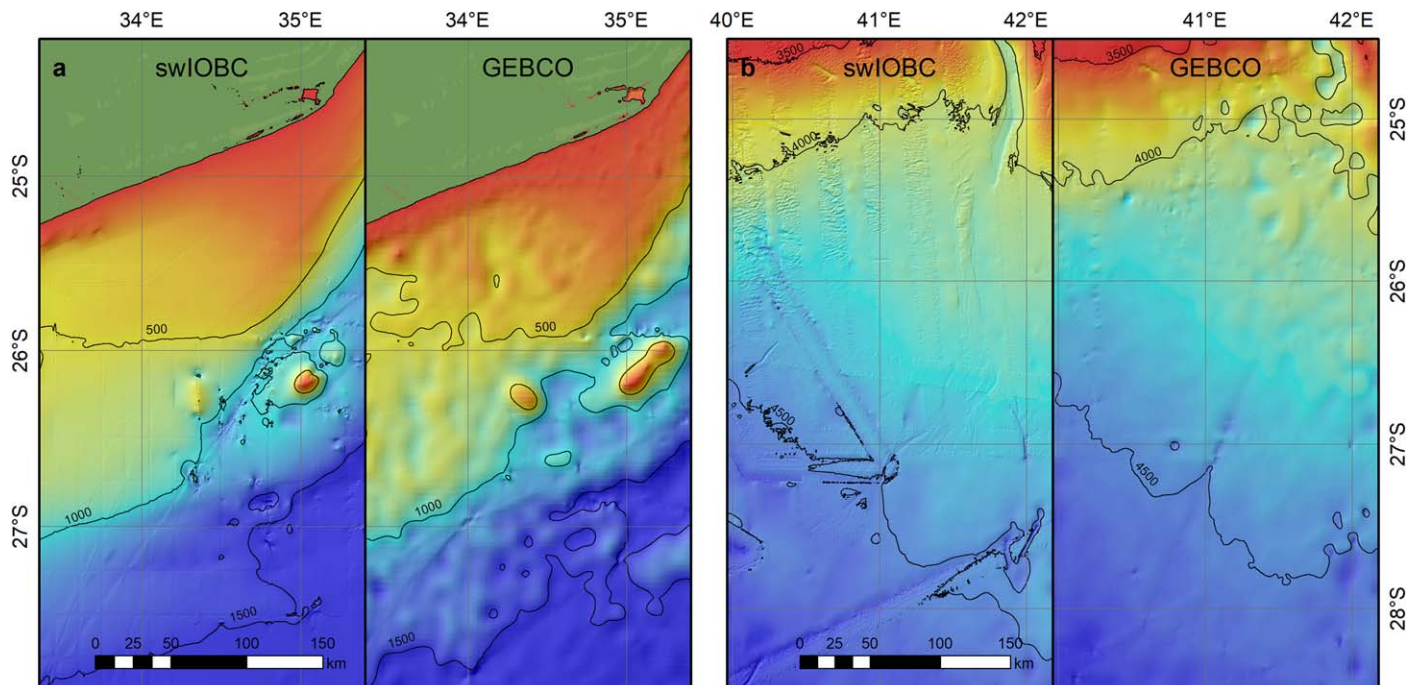 34°E 35°E 34°E 35°E 40°E 41°E 42°E 41°E 42°E
a swIOBC GEBCO b swIOBC GEBCO
3500 3500
25°S 25°S
4000 4000
26°S 26°S
500 500
27°S 27°S
4500 4500
1000 1000
28°S
1500 1500
0 25 50 100 150 km
0 25 50 100 150 km